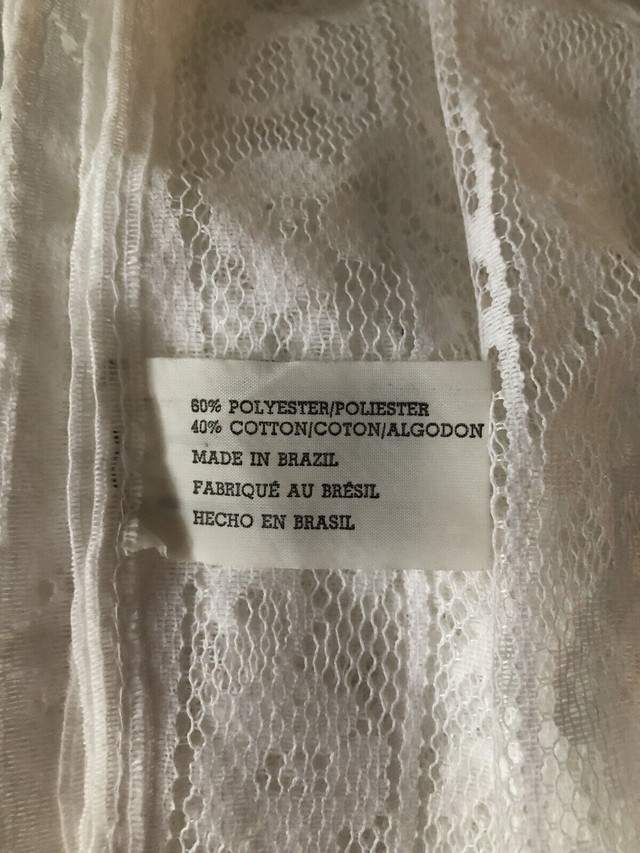 60% POLYESTER/POLIESTER
40% COTTON/COTON/ALGODON
MADE IN BRAZIL
FABRIQUÉ AU BRÉSIL
HECHO EN BRASIL